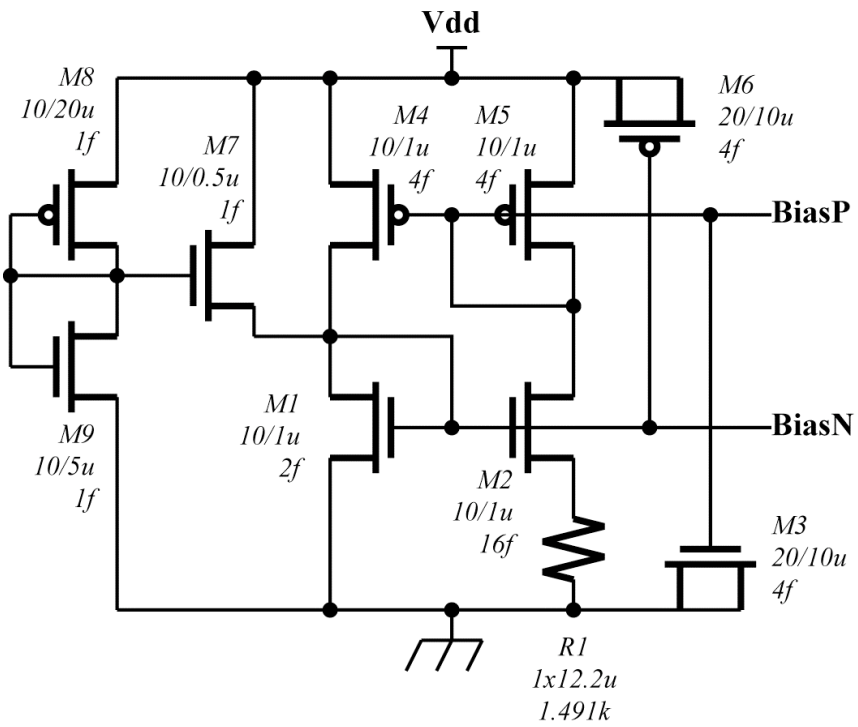 Vdd
M8
10/20u
1f
M7
10/0.5u
1f
M4
10/1u
4f
M5
10/1u
4f
M6
20/10u
4f
BiasP
M9
10/5u
1f
M1
10/1u
2f
M2
10/1u
16f
BiasN
M3
20/10u
4f
R1
1x12.2u
1.491k